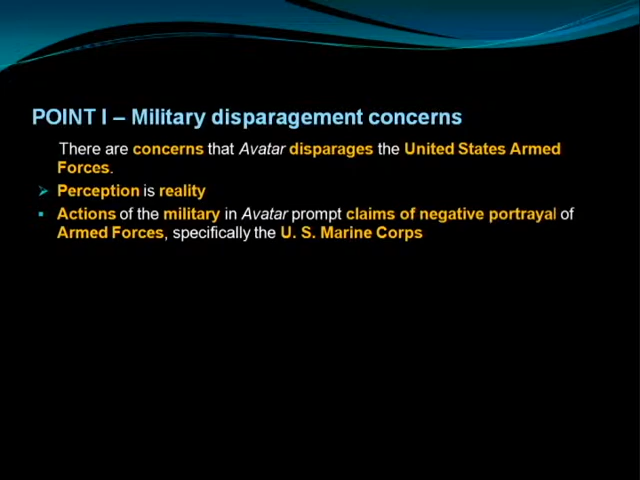 POINT I – Military disparagement concerns
There are concerns that Avatar disparages the United States Armed
Forces.
Perception is reality
Actions of the military in Avatar prompt claims of negative portrayal of
Armed Forces, specifically the U. S. Marine Corps